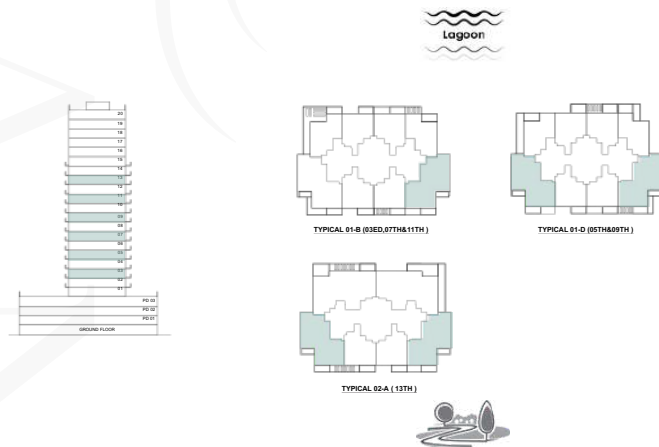 Lagoon
20
19
18
17
16
15
14
13
12
11
10
09
08
07
06
05
04
03
02
01
PD 03
PD 02
PD 01
GROUND FLOOR
TYPICAL 01-B (03ED,07TH&11TH )
TYPICAL 01-D (05TH&09TH )
TYPICAL 02-A ( 13TH )